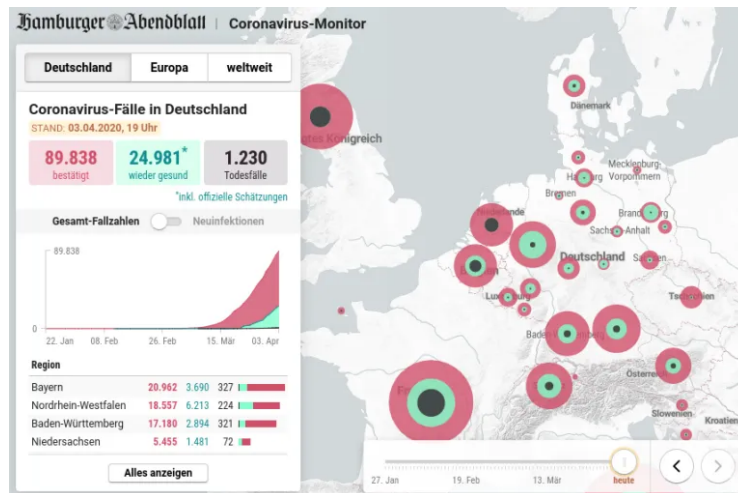 Hamburger Abendblatt | Coronavirus-Monitor
Deutschland Europa weltweit
Coronavirus-Fälle in Deutschland
STAND: 03.04.2020, 19 Uhr
89.838 24.981* 1.230
bestätigt wieder gesund Todesfälle
*inkl. offizielle Schätzungen
Gesamt-Fallzahlen Neuinfektionen
89.838
0
22. Jan 08. Feb 26. Feb 15. Mär 03. Apr
Region
Bayern 20.962 3.690 327
Nordrhein-Westfalen 18.557 6.213 224
Baden-Württemberg 17.180 2.894 321
Niedersachsen 5.455 1.481 72
Alles anzeigen
Königreich
Dänemark
Mecklenburg-
Vorpommern
Bremen
Sachsen-Anhalt
Deutschland
Österreich
Slowenien
Kroatien
27. Jan 19. Feb 13. Mär heute